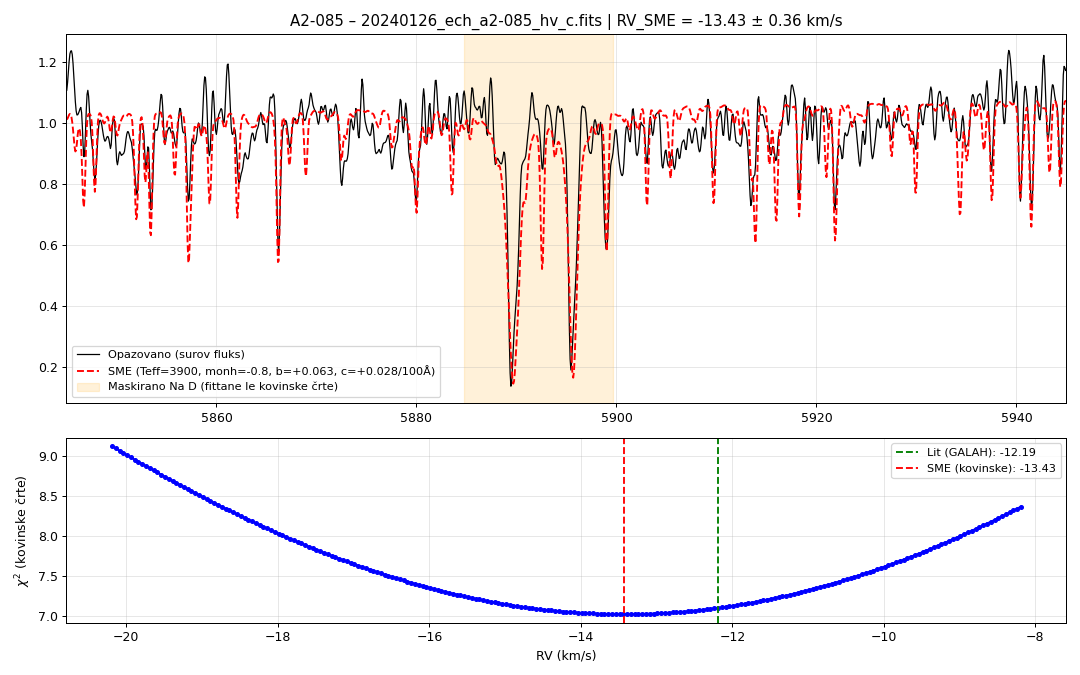 A2-085 – 20240126_ech_a2-085_hv_c.fits | RV_SME = -13.43 ± 0.36 km/s
1.2
1.0
0.8
0.6
0.4
0.2
Opazovano (surov fluks)
SME (Teff=3900, monh=-0.8, b=+0.063, c=+0.028/100Å)
Maskirano Na D (fittane le kovinske črte)
5860 5880 5900 5920 5940
9.0
8.5
8.0
7.5
7.0
χ² (kovinske črte)
Lit (GALAH): -12.19
SME (kovinske): -13.43
−20 −18 −16 −14 −12 −10 −8
RV (km/s)